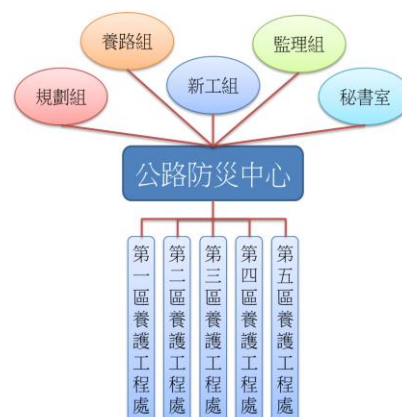 養路組
監理組
新工組
規劃組
秘書室
公路防災中心
第一區養護工程處
第二區養護工程處
第三區養護工程處
第四區養護工程處
第五區養護工程處